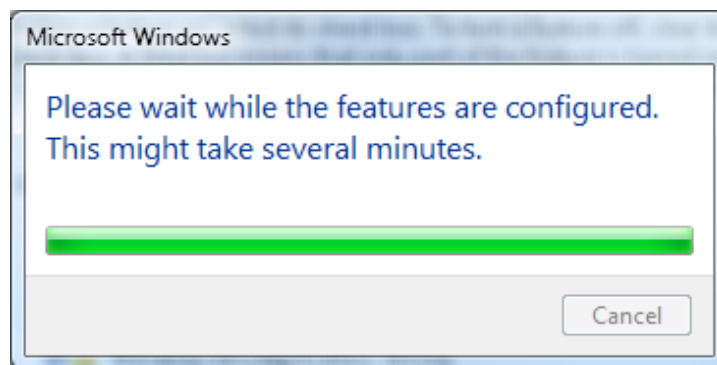 Microsoft Windows
Please wait while the features are configured.
This might take several minutes.
Cancel